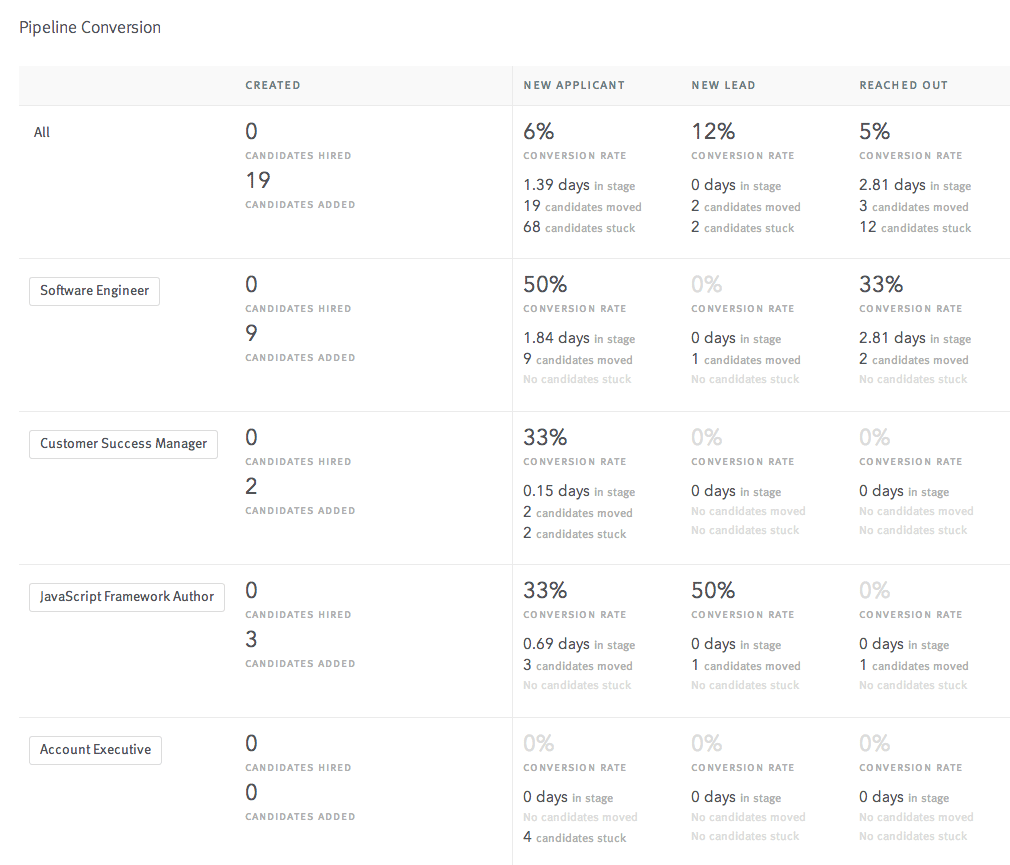 Pipeline Conversion
CREATED NEW APPLICANT NEW LEAD REACHED OUT
All 0 6% 12% 5%
CANDIDATES HIRED CONVERSION RATE CONVERSION RATE CONVERSION RATE
19 1.39 days in stage 0 days in stage 2.81 days in stage
CANDIDATES ADDED 19 candidates moved 2 candidates moved 3 candidates moved
68 candidates stuck 2 candidates stuck 12 candidates stuck
Software Engineer 0 50% 0% 33%
CANDIDATES HIRED CONVERSION RATE CONVERSION RATE CONVERSION RATE
9 1.84 days in stage 0 days in stage 2.81 days in stage
CANDIDATES ADDED 9 candidates moved 1 candidates moved 2 candidates moved
No candidates stuck No candidates stuck No candidates stuck
Customer Success Manager 0 33% 0% 0%
CANDIDATES HIRED CONVERSION RATE CONVERSION RATE CONVERSION RATE
2 0.15 days in stage 0 days in stage 0 days in stage
CANDIDATES ADDED 2 candidates moved No candidates moved No candidates moved
2 candidates stuck No candidates stuck No candidates stuck
JavaScript Framework Author 0 33% 50% 0%
CANDIDATES HIRED CONVERSION RATE CONVERSION RATE CONVERSION RATE
3 0.69 days in stage 0 days in stage 0 days in stage
CANDIDATES ADDED 3 candidates moved 1 candidates moved 1 candidates moved
No candidates stuck No candidates stuck No candidates stuck
Account Executive 0 0% 0% 0%
CANDIDATES HIRED CONVERSION RATE CONVERSION RATE CONVERSION RATE
0 0 days in stage 0 days in stage 0 days in stage
CANDIDATES ADDED No candidates moved No candidates moved No candidates moved
4 candidates stuck No candidates stuck No candidates stuck